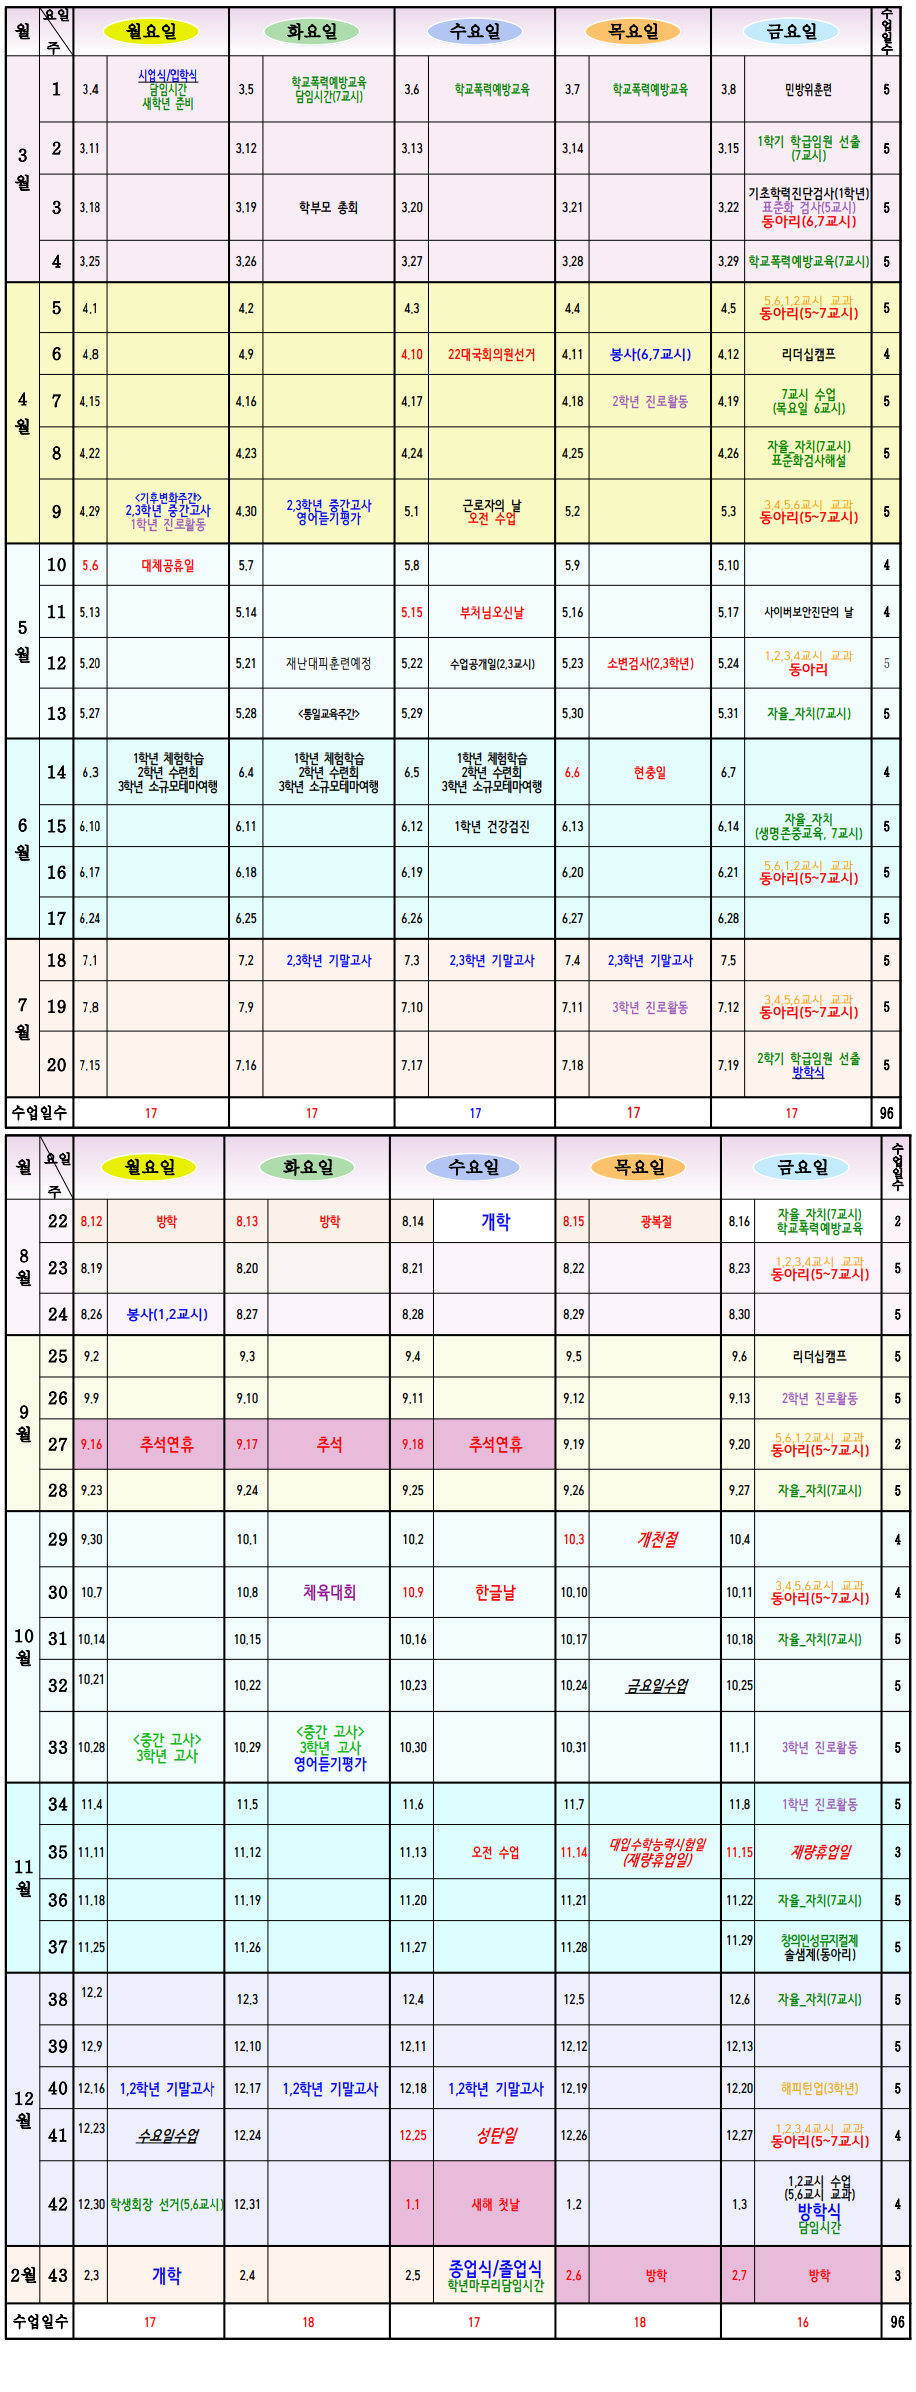 월 요일 주 월요일 화요일 수요일 목요일 금요일 수업일수
3월
1 3.4 시업식/입학식 3.5 학교폭력예방교육 3.6 학교폭력예방교육 3.7 학교폭력예방교육 3.8 민방위훈련 5
담임시간 담임시간(7교시)
새학년 준비
2 3.11 3.12 3.13 3.14 3.15 1학기 학급임원 선출 5
(7교시)
3 3.18 3.19 학부모 총회 3.20 3.21 3.22 기초학력진단검사(1학년) 5
표준화 검사(5교시)
동아리(6,7교시)
4 3.25 3.26 3.27 3.28 3.29 학교폭력예방교육(7교시) 5
4월
5 4.1 4.2 4.3 4.4 4.5 5,6,1,2교시 교과 5
동아리(5~7교시)
6 4.8 4.9 4.10 22대국회의원선거 4.11 봉사(6,7교시) 4.12 리더십캠프 4
7 4.15 4.16 4.17 4.18 2학년 진로활동 4.19 7교시 수업 5
(목요일 6교시)
8 4.22 4.23 4.24 4.25 4.26 자율_자치(7교시) 5
표준화검사해설
9 4.29 <기후변화주간> 4.30 2,3학년 중간고사 5.1 근로자의 날 5.2 5.3 3,4,5,6교시 교과 5
2,3학년 중간고사 영어듣기평가 오전 수업 동아리(5~7교시)
1학년 진로활동
5월
10 5.6 대체공휴일 5.7 5.8 5.9 5.10 4
11 5.13 5.14 5.15 부처님오신날 5.16 5.17 사이버보안진단의 날 4
12 5.20 5.21 재난대피훈련예정 5.22 수업공개일(2,3교시) 5.23 소변검사(2,3학년) 5.24 1,2,3,4교시 교과 5
동아리
13 5.27 5.28 <통일교육주간> 5.29 5.30 5.31 자율_자치(7교시) 5
6월
14 6.3 1학년 체험학습 6.4 1학년 체험학습 6.5 1학년 체험학습 6.6 현충일 6.7 4
2학년 수련회 2학년 수련회 2학년 수련회
3학년 소규모테마여행 3학년 소규모테마여행 3학년 소규모테마여행
15 6.10 6.11 6.12 1학년 건강검진 6.13 6.14 자율_자치 5
(생명존중교육, 7교시)
16 6.17 6.18 6.19 6.20 6.21 5,6,1,2교시 교과 5
동아리(5~7교시)
17 6.24 6.25 6.26 6.27 6.28 5
7월
18 7.1 7.2 2,3학년 기말고사 7.3 2,3학년 기말고사 7.4 2,3학년 기말고사 7.5 5
19 7.8 7.9 7.10 7.11 3학년 진로활동 7.12 3,4,5,6교시 교과 5
동아리(5~7교시)
20 7.15 7.16 7.17 7.18 7.19 2학기 학급임원 선출 5
방학식
수업일수 17 17 17 17 17 96
월 요일 주 월요일 화요일 수요일 목요일 금요일 수업일수
8월
22 8.12 방학 8.13 방학 8.14 개학 8.15 광복절 8.16 자율_자치(7교시) 2
학교폭력예방교육
23 8.19 8.20 8.21 8.22 8.23 1,2,3,4교시 교과 5
동아리(5~7교시)
24 8.26 봉사(1,2교시) 8.27 8.28 8.29 8.30 5
9월
25 9.2 9.3 9.4 9.5 9.6 리더십캠프 5
26 9.9 9.10 9.11 9.12 9.13 2학년 진로활동 5
27 9.16 추석연휴 9.17 추석 9.18 추석연휴 9.19 9.20 5,6,1,2교시 교과 2
동아리(5~7교시)
28 9.23 9.24 9.25 9.26 9.27 자율_자치(7교시) 5
10월
29 9.30 10.1 10.2 10.3 개천절 10.4 4
30 10.7 10.8 체육대회 10.9 한글날 10.10 10.11 3,4,5,6교시 교과 4
동아리(5~7교시)
31 10.14 10.15 10.16 10.17 10.18 자율_자치(7교시) 5
32 10.21 10.22 10.23 10.24 금요일수업 10.25 5
33 10.28 <중간 고사> 10.29 <중간 고사> 10.30 10.31 11.1 3학년 진로활동 5
3학년 고사 3학년 고사
영어듣기평가
11월
34 11.4 11.5 11.6 11.7 11.8 1학년 진로활동 5
35 11.11 11.12 11.13 오전 수업 11.14 대입수학능력시험일 11.15 재량휴업일 3
(재량휴업일)
36 11.18 11.19 11.20 11.21 11.22 자율_자치(7교시) 5
37 11.25 11.26 11.27 11.28 11.29 창의인성뮤지컬제 5
솔샘제(동아리)
12월
38 12.2 12.3 12.4 12.5 12.6 자율_자치(7교시) 5
39 12.9 12.10 12.11 12.12 12.13 5
40 12.16 1,2학년 기말고사 12.17 1,2학년 기말고사 12.18 1,2학년 기말고사 12.19 12.20 해피턴업(3학년) 5
41 12.23 수요일수업 12.24 12.25 성탄일 12.26 12.27 1,2,3,4교시 교과 4
동아리(5~7교시)
42 12.30 학생회장 선거(5,6교시) 12.31 1.1 새해 첫날 1.2 1.3 1,2교시 수업 4
(5,6교시 교과)
방학식
담임시간
2월 43 2.3 개학 2.4 2.5 종업식/졸업식 2.6 방학 2.7 방학 3
학년마무리담임시간
수업일수 17 18 17 18 16 96